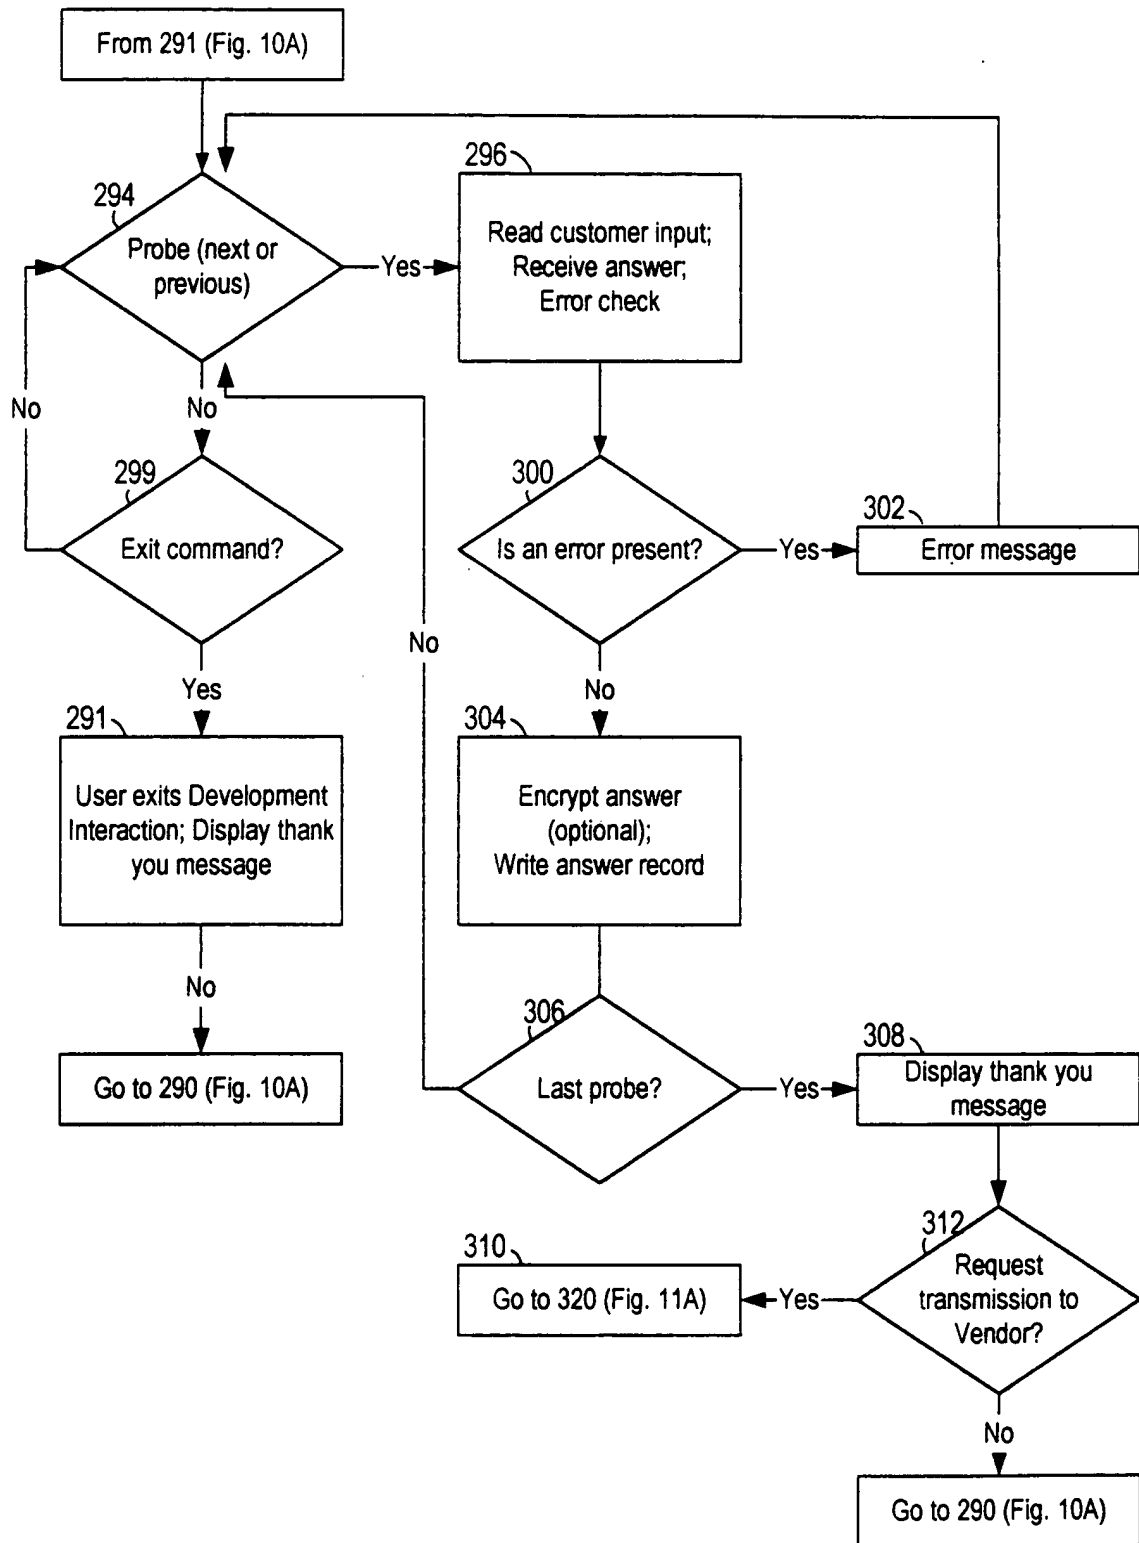 From 291 (Fig. 10A)
294
Probe (next or
previous)
Yes
296
Read customer input;
Receive answer;
Error check
No
No
299
Exit command?
300
Is an error present?
Yes
302
Error message
No
Yes
No
291
User exits Development
Interaction; Display thank
you message
304
Encrypt answer
(optional);
Write answer record
No
306
Last probe?
Yes
308
Display thank you
message
Go to 290 (Fig. 10A)
310
Go to 320 (Fig. 11A)
Yes
312
Request
transmission to
Vendor?
No
Go to 290 (Fig. 10A)